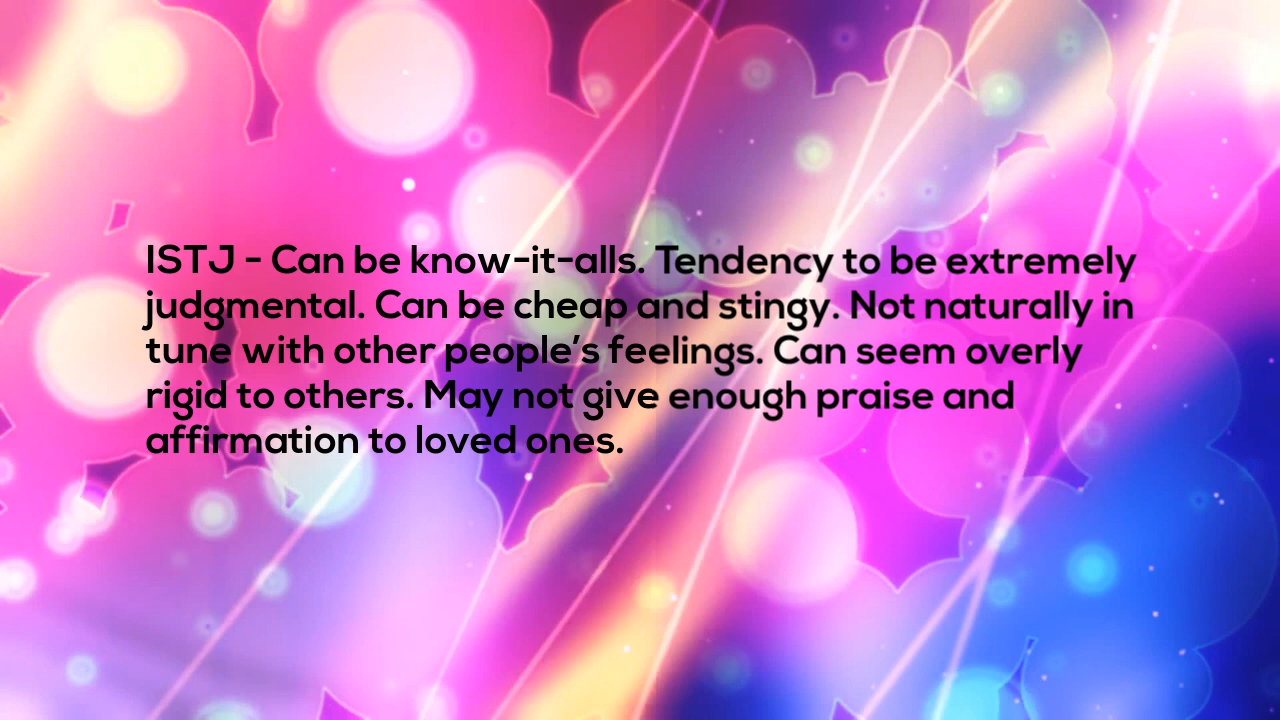 ISTJ - Can be know-it-alls. Tendency to be extremely
judgmental. Can be cheap and stingy. Not naturally in
tune with other people's feelings. Can seem overly
rigid to others. May not give enough praise and
affirmation to loved ones.